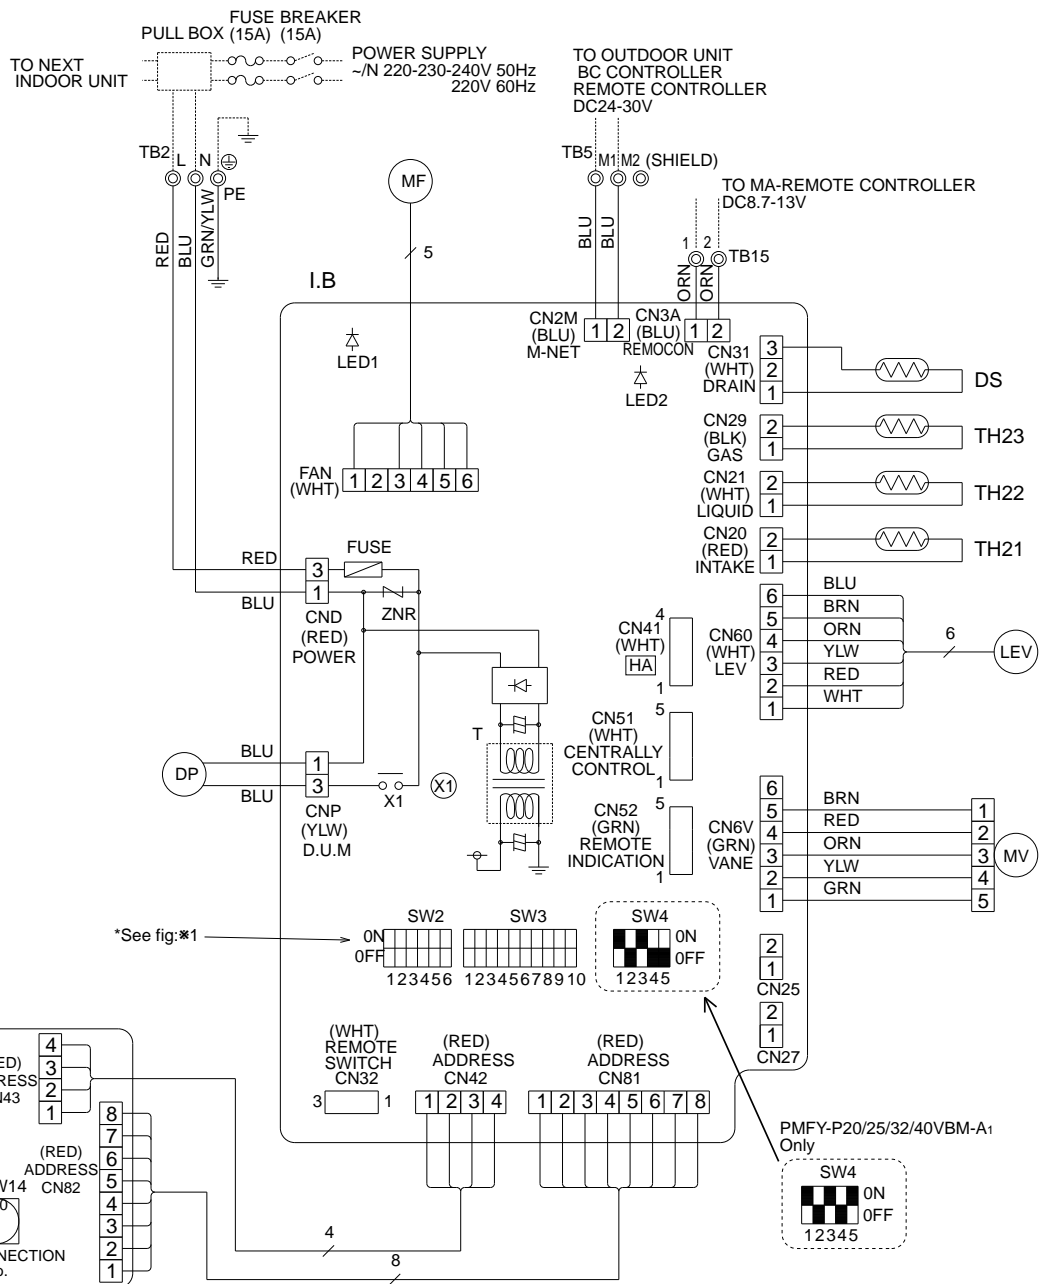 FUSE BREAKER
PULL BOX (15A) (15A)
TO NEXT
INDOOR UNIT
POWER SUPPLY
~/N 220-230-240V 50Hz
220V 60Hz
TO OUTDOOR UNIT
BC CONTROLLER
REMOTE CONTROLLER
DC24-30V
TB2 L N
PE
RED
BLU
GRN/YLW
MF
5
TB5 M1 M2 (SHIELD)
BLU
BLU
TO MA-REMOTE CONTROLLER
DC8.7-13V
1 2
TB15
ORN
ORN
I.B
LED1
CN2M
(BLU)
M-NET
1 2
CN3A
(BLU)
REMOCON
1 2
LED2
CN31
(WHT)
DRAIN
3
2
1
DS
CN29
(BLK)
GAS
2
1
TH23
CN21
(WHT)
LIQUID
2
1
TH22
CN20
(RED)
INTAKE
2
1
TH21
FAN
(WHT)
1 2 3 4 5 6
RED
BLU
3
1
FUSE
ZNR
CND
(RED)
POWER
CN41
(WHT)
HA
4
1
CN60
(WHT)
LEV
6
5
4
3
2
1
BLU
BRN
ORN
YLW
RED
WHT
6
LEV
T
CN51
(WHT)
CENTRALLY
CONTROL
5
1
DP
BLU
BLU
1
3
X1
X1
CNP
(YLW)
D.U.M
CN52
(GRN)
REMOTE
INDICATION
5
1
CN6V
(GRN)
VANE
6
5
4
3
2
1
BRN
RED
ORN
YLW
GRN
1
2
3
4
5
MV
*See fig:※1
SW2
0N
0FF
123456
SW3
12345678910
SW4
0N
0FF
12345
2
1
CN25
2
1
CN27
(WHT)
REMOTE
SWITCH
CN32
3 1
(RED)
ADDRESS
CN42
1 2 3 4
(RED)
ADDRESS
CN81
1 2 3 4 5 6 7 8
4
3
2
1
8
7
6
5
4
3
2
1
(RED)
ADDRESS
CN82
4
8
PMFY-P20/25/32/40VBM-A1
Only
SW4
0N
0FF
12345